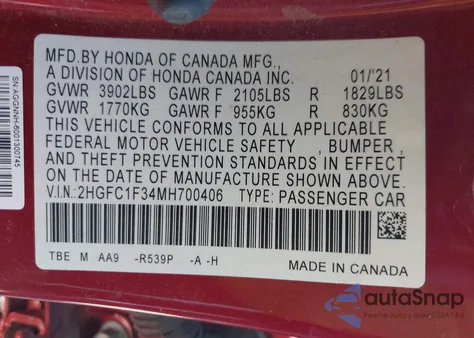 MFD.BY HONDA OF CANADA MFG.,
A DIVISION OF HONDA CANADA INC. 01/'21
GVWR 3902LBS GAWR F 2105LBS R 1829LBS
GVWR 1770KG GAWR F 955KG R 830KG
THIS VEHICLE CONFORMS TO ALL APPLICABLE
FEDERAL MOTOR VEHICLE SAFETY , BUMPER ,
AND THEFT PREVENTION STANDARDS IN EFFECT
ON THE DATE OF MANUFACTURE SHOWN ABOVE.
V.I.N: 2HGFC1F34MH700406 TYPE: PASSENGER CAR
TBE M AA9 -R539P -A -H
MADE IN CANADA
SN:AGGNNH-6001300745
autoSnap